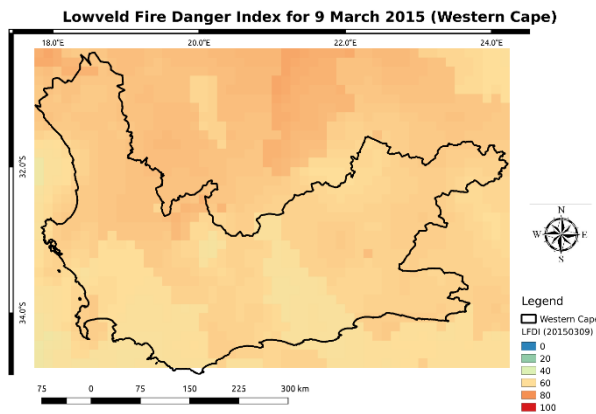 Lowveld Fire Danger Index for 9 March 2015 (Western Cape)
18.0°E 20.0°E 22.0°E 24.0°E
32.0°S
34.0°S
N
W E
S
Legend
Western Cape
LFDI (20150309)
0
20
40
60
80
100
75 0 75 150 225 300 km